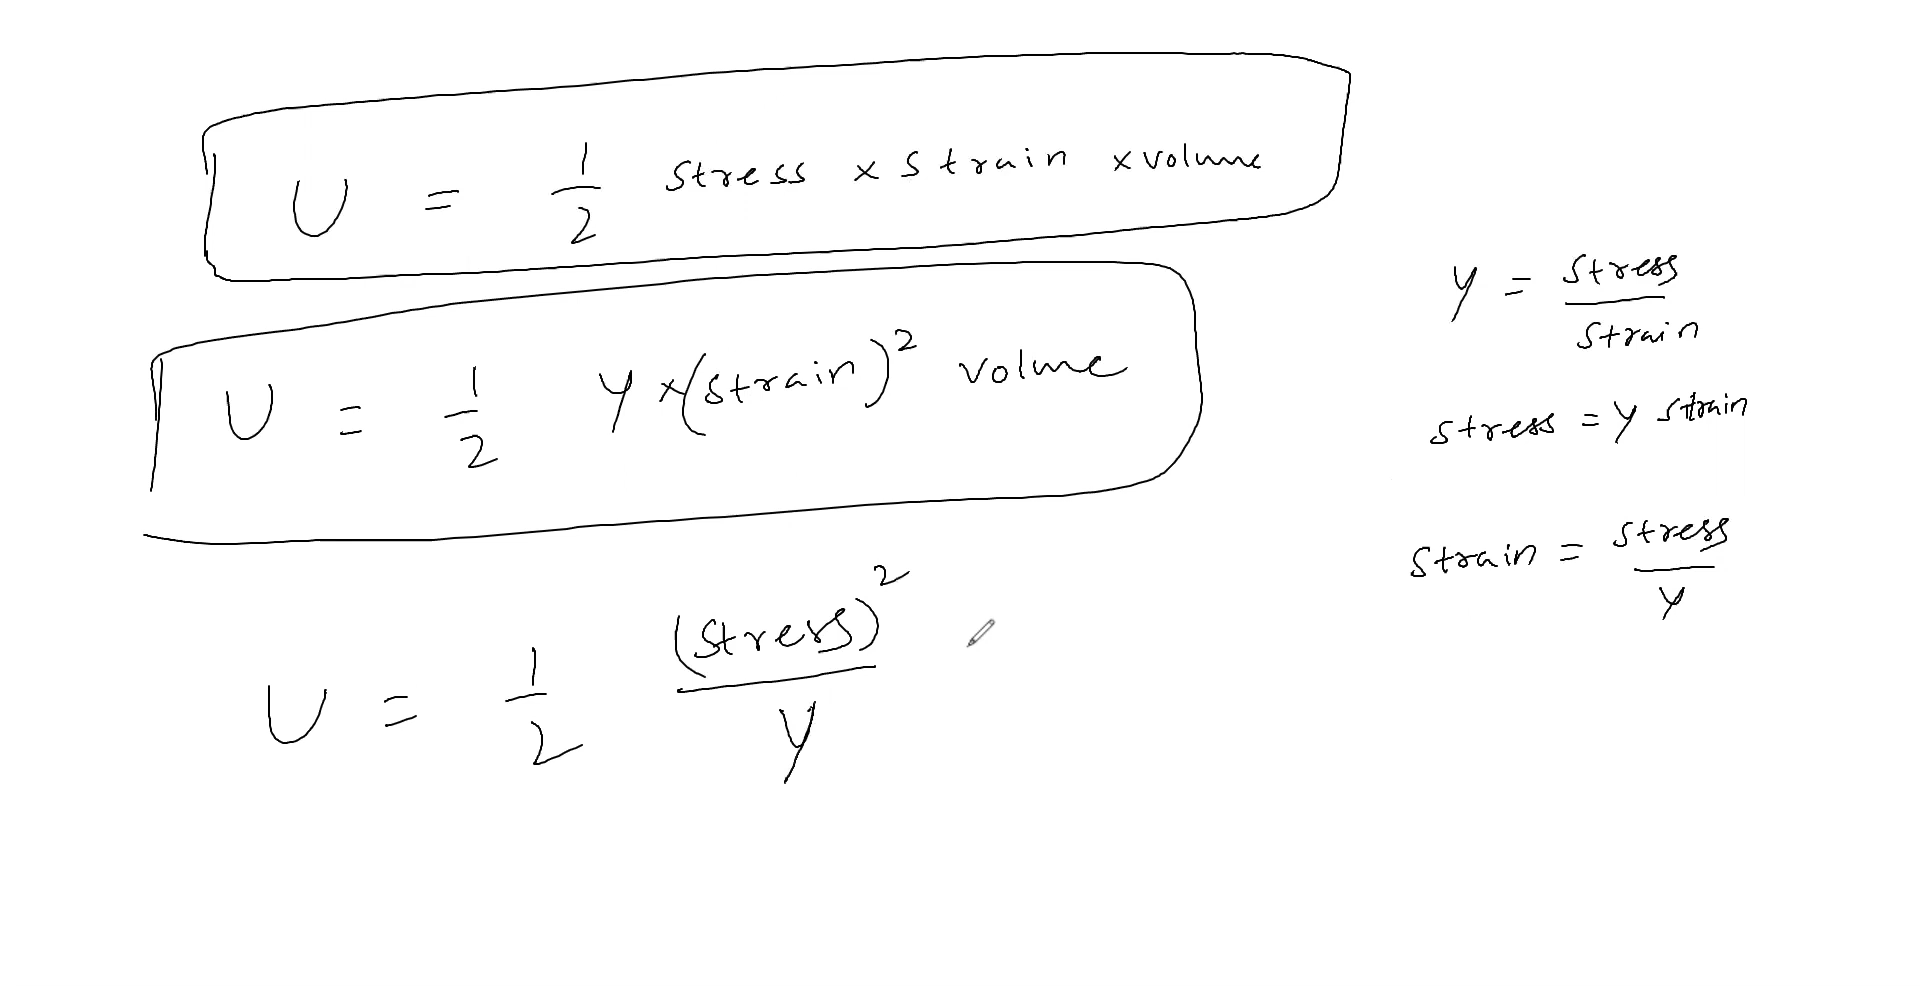 U = 1/2 stress x strain x volume
U = 1/2 Y x (strain)² volume
U = 1/2 (stress)²/Y
Y = stress/strain
stress = Y strain
strain = stress/Y